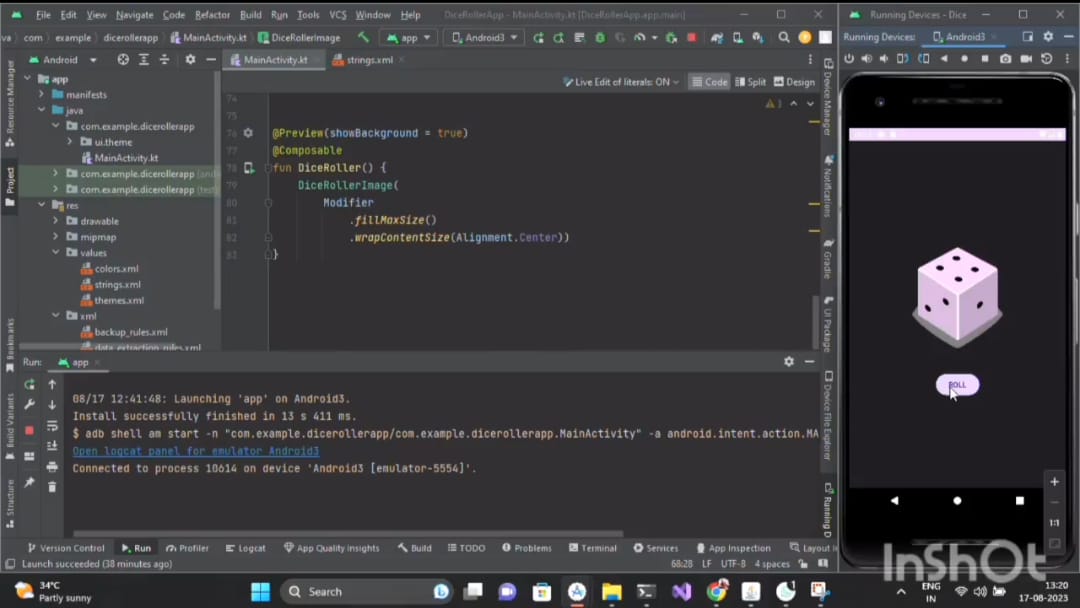 File Edit View Navigate Code Refactor Build Run Tools VCS Window Help DiceRollerApp - MainActivity.kt [DiceRollerApp.app.main]
va com example dicerollerapp MainActivity.kt DiceRollerImage app Android3
Running Devices - Dice
Running Devices: Android3
Android
MainActivity.kt strings.xml
Live Edit of literals: ON Code Split Design
app
manifests
java
com.example.dicerollerapp
ui.theme
MainActivity.kt
com.example.dicerollerapp
com.example.dicerollerapp (test
res
drawable
mipmap
values
colors.xml
strings.xml
themes.xml
xml
backup_rules.xml
data_extraction_rules.xml
74
75
76 @Preview(showBackground = true)
77 @Composable
78 fun DiceRoller() {
79 DiceRollerImage(
80 Modifier
81 .fillMaxSize()
82 .wrapContentSize(Alignment.Center))
83 }
Resource Manager
Project
Bookmarks
Build Variants
Structure
Device Manager
Notifications
Gradle
UI Package
Device File Explorer
Running D
ROLL
1:1
Run: app
08/17 12:41:48: Launching 'app' on Android3.
Install successfully finished in 13 s 411 ms.
$ adb shell am start -n "com.example.dicerollerapp/com.example.dicerollerapp.MainActivity" -a android.intent.action.MA
Open logcat panel for emulator Android3
Connected to process 10614 on device 'Android3 [emulator-5554]'.
Version Control Run Profiler Logcat App Quality Insights Build TODO Problems Terminal Services App Inspection Layout
Launch succeeded (38 minutes ago) 68:28 LF UTF-8 4 spaces
InShOt
34°C
Partly sunny
Search
ENG
IN
13:20
17-08-2023